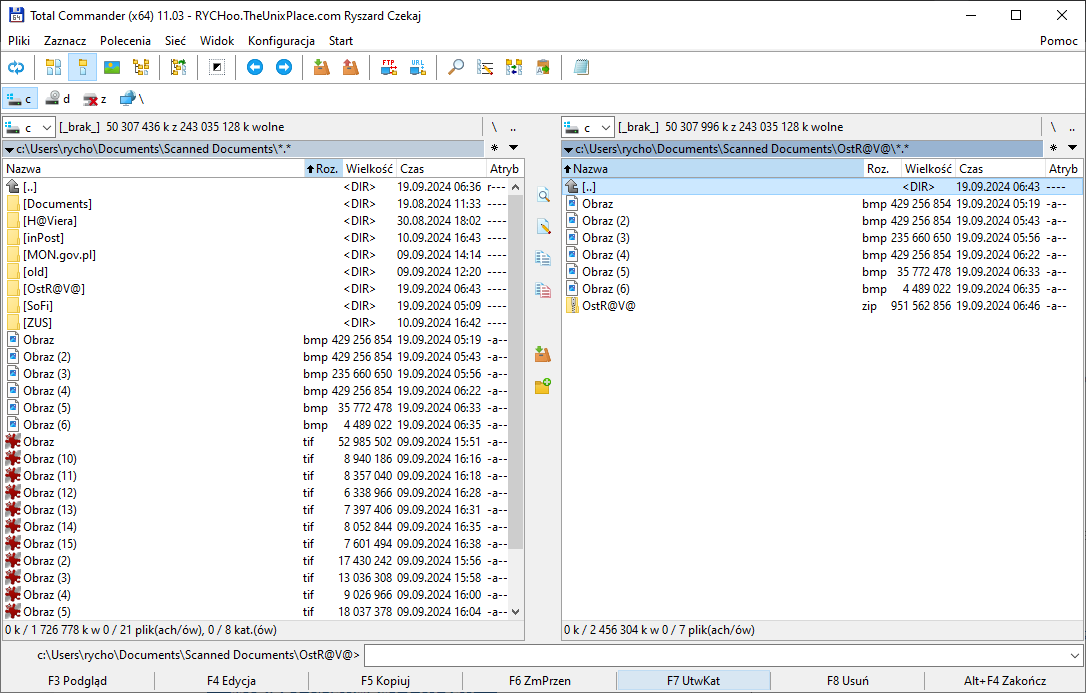 Total Commander (x64) 11.03 - RYCHoo.TheUnixPlace.com Ryszard Czekaj
Pliki Zaznacz Polecenia Sieć Widok Konfiguracja Start Pomoc
FTP URL
c d z \
c [_brak_] 50 307 436 k z 243 035 128 k wolne \ ..
c:\Users\rycho\Documents\Scanned Documents\*.* * ▼
Nazwa Roz. Wielkość Czas Atryb
[..] <DIR> 19.09.2024 06:36 r---
[Documents] <DIR> 19.08.2024 11:33 ----
[H@Viera] <DIR> 30.08.2024 18:02 ----
[inPost] <DIR> 10.09.2024 16:43 ----
[MON.gov.pl] <DIR> 09.09.2024 14:14 ----
[old] <DIR> 09.09.2024 12:20 ----
[OstR@V@] <DIR> 19.09.2024 06:43 ----
[SoFi] <DIR> 19.09.2024 05:09 ----
[ZUS] <DIR> 10.09.2024 16:42 ----
Obraz bmp 429 256 854 19.09.2024 05:19 -a--
Obraz (2) bmp 429 256 854 19.09.2024 05:43 -a--
Obraz (3) bmp 235 660 650 19.09.2024 05:56 -a--
Obraz (4) bmp 429 256 854 19.09.2024 06:22 -a--
Obraz (5) bmp 35 772 478 19.09.2024 06:33 -a--
Obraz (6) bmp 4 489 022 19.09.2024 06:35 -a--
Obraz tif 52 985 502 09.09.2024 15:51 -a--
Obraz (10) tif 8 940 186 09.09.2024 16:16 -a--
Obraz (11) tif 8 357 040 09.09.2024 16:18 -a--
Obraz (12) tif 6 338 966 09.09.2024 16:28 -a--
Obraz (13) tif 7 397 406 09.09.2024 16:31 -a--
Obraz (14) tif 8 052 844 09.09.2024 16:35 -a--
Obraz (15) tif 7 601 494 09.09.2024 16:38 -a--
Obraz (2) tif 17 430 242 09.09.2024 15:56 -a--
Obraz (3) tif 13 036 308 09.09.2024 15:58 -a--
Obraz (4) tif 9 026 966 09.09.2024 16:00 -a--
Obraz (5) tif 18 037 378 09.09.2024 16:04 -a--
0 k / 1 726 778 k w 0 / 21 plik(ach/ów), 0 / 8 kat.(ów)
c [_brak_] 50 307 996 k z 243 035 128 k wolne \ ..
c:\Users\rycho\Documents\Scanned Documents\OstR@V@\*.* * ▼
Nazwa Roz. Wielkość Czas Atryb
[..] <DIR> 19.09.2024 06:43 ----
Obraz bmp 429 256 854 19.09.2024 05:19 -a--
Obraz (2) bmp 429 256 854 19.09.2024 05:43 -a--
Obraz (3) bmp 235 660 650 19.09.2024 05:56 -a--
Obraz (4) bmp 429 256 854 19.09.2024 06:22 -a--
Obraz (5) bmp 35 772 478 19.09.2024 06:33 -a--
Obraz (6) bmp 4 489 022 19.09.2024 06:35 -a--
OstR@V@ zip 951 562 856 19.09.2024 06:46 -a--
0 k / 2 456 304 k w 0 / 7 plik(ach/ów)
c:\Users\rycho\Documents\Scanned Documents\OstR@V@>
F3 Podgląd F4 Edycja F5 Kopiuj F6 ZmPrzen F7 UtwKat F8 Usuń Alt+F4 Zakończ